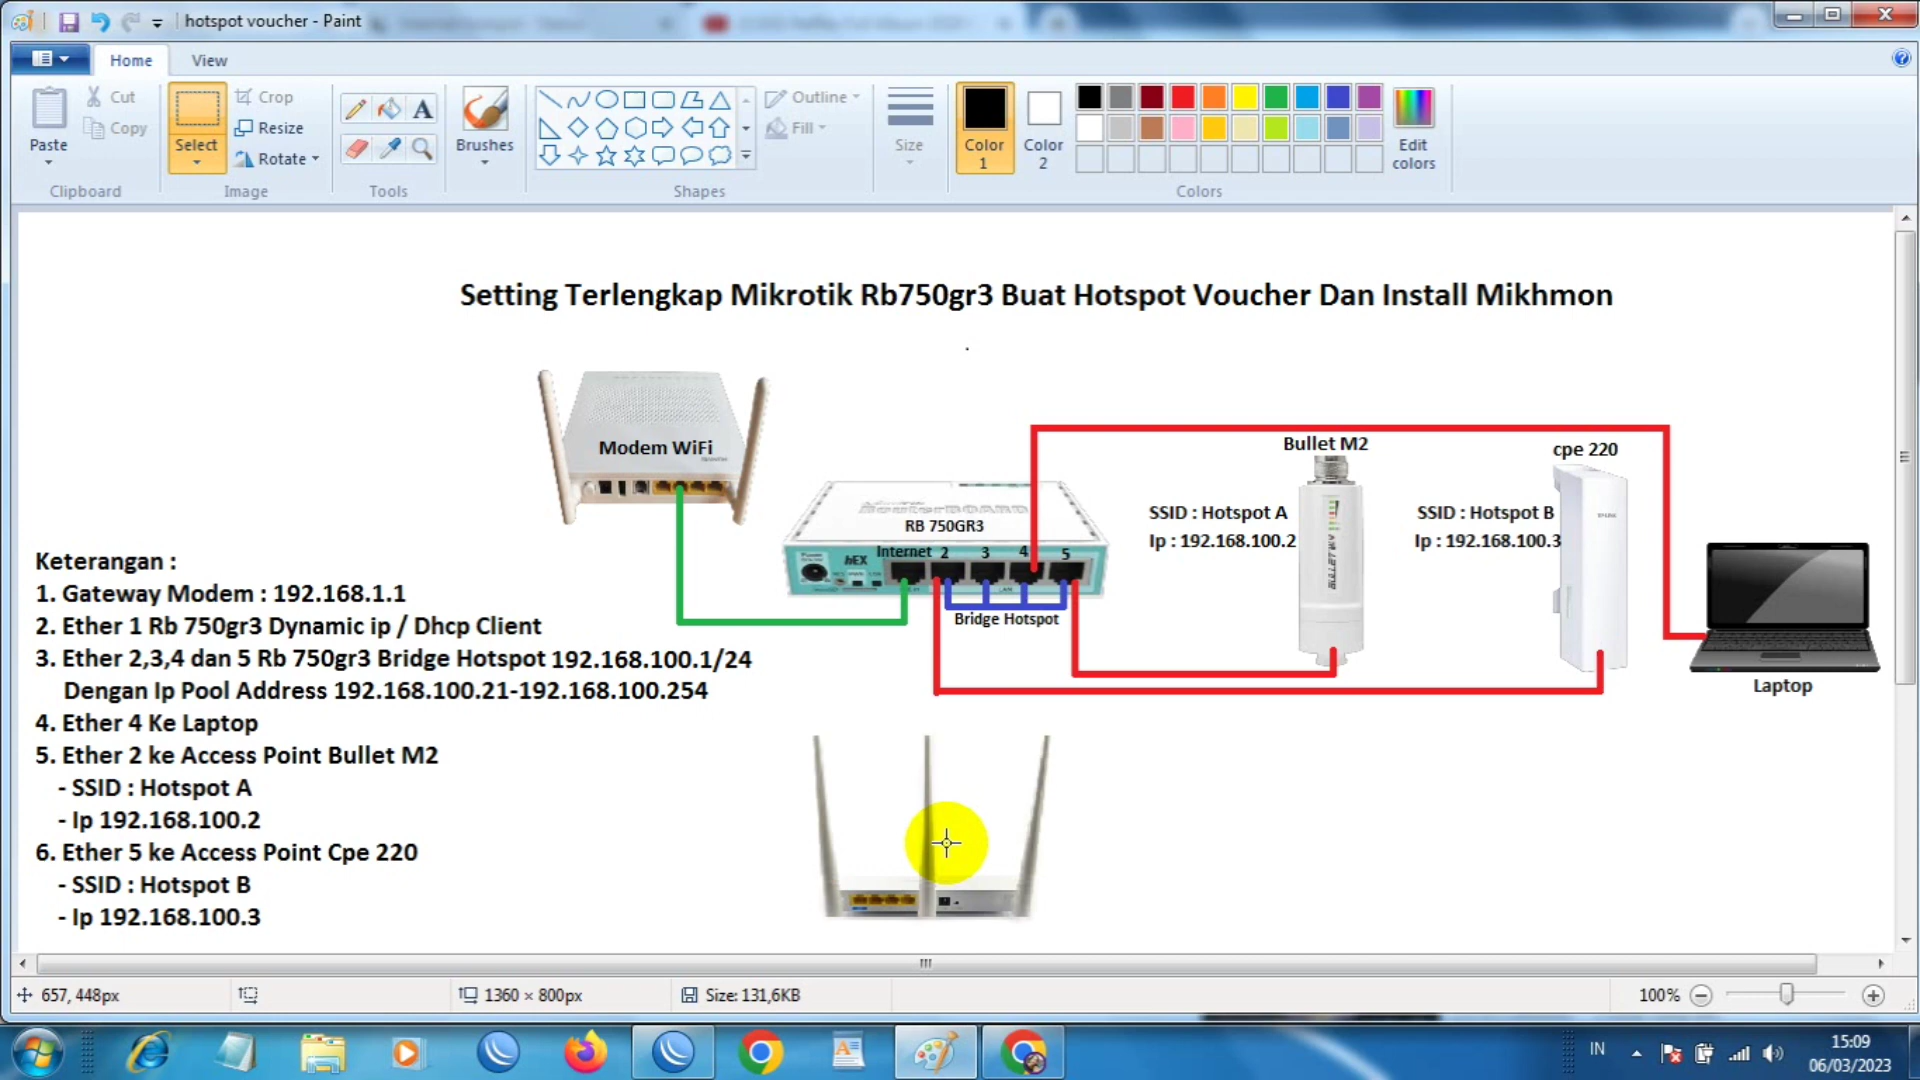 hotspot voucher - Paint
Home
View
Paste
Cut
Copy
Clipboard
Select
Crop
Resize
Rotate
Image
A
Tools
Brushes
Outline
Fill
Shapes
Size
Color 1
Color 2
Edit colors
Colors
Setting Terlengkap Mikrotik Rb750gr3 Buat Hotspot Voucher Dan Install Mikhmon
Modem WiFi
RB 750GR3
hEX
Internet 2 3 4 5
Bridge Hotspot
Bullet M2
SSID : Hotspot A
Ip : 192.168.100.2
cpe 220
SSID : Hotspot B
Ip : 192.168.100.3
Laptop
Keterangan :
1. Gateway Modem : 192.168.1.1
2. Ether 1 Rb 750gr3 Dynamic ip / Dhcp Client
3. Ether 2,3,4 dan 5 Rb 750gr3 Bridge Hotspot 192.168.100.1/24
Dengan Ip Pool Address 192.168.100.21-192.168.100.254
4. Ether 4 Ke Laptop
5. Ether 2 ke Access Point Bullet M2
- SSID : Hotspot A
- Ip 192.168.100.2
6. Ether 5 ke Access Point Cpe 220
- SSID : Hotspot B
- Ip 192.168.100.3
657, 448px
1360 × 800px
Size: 131,6KB
100%
IN
15:09
06/03/2023